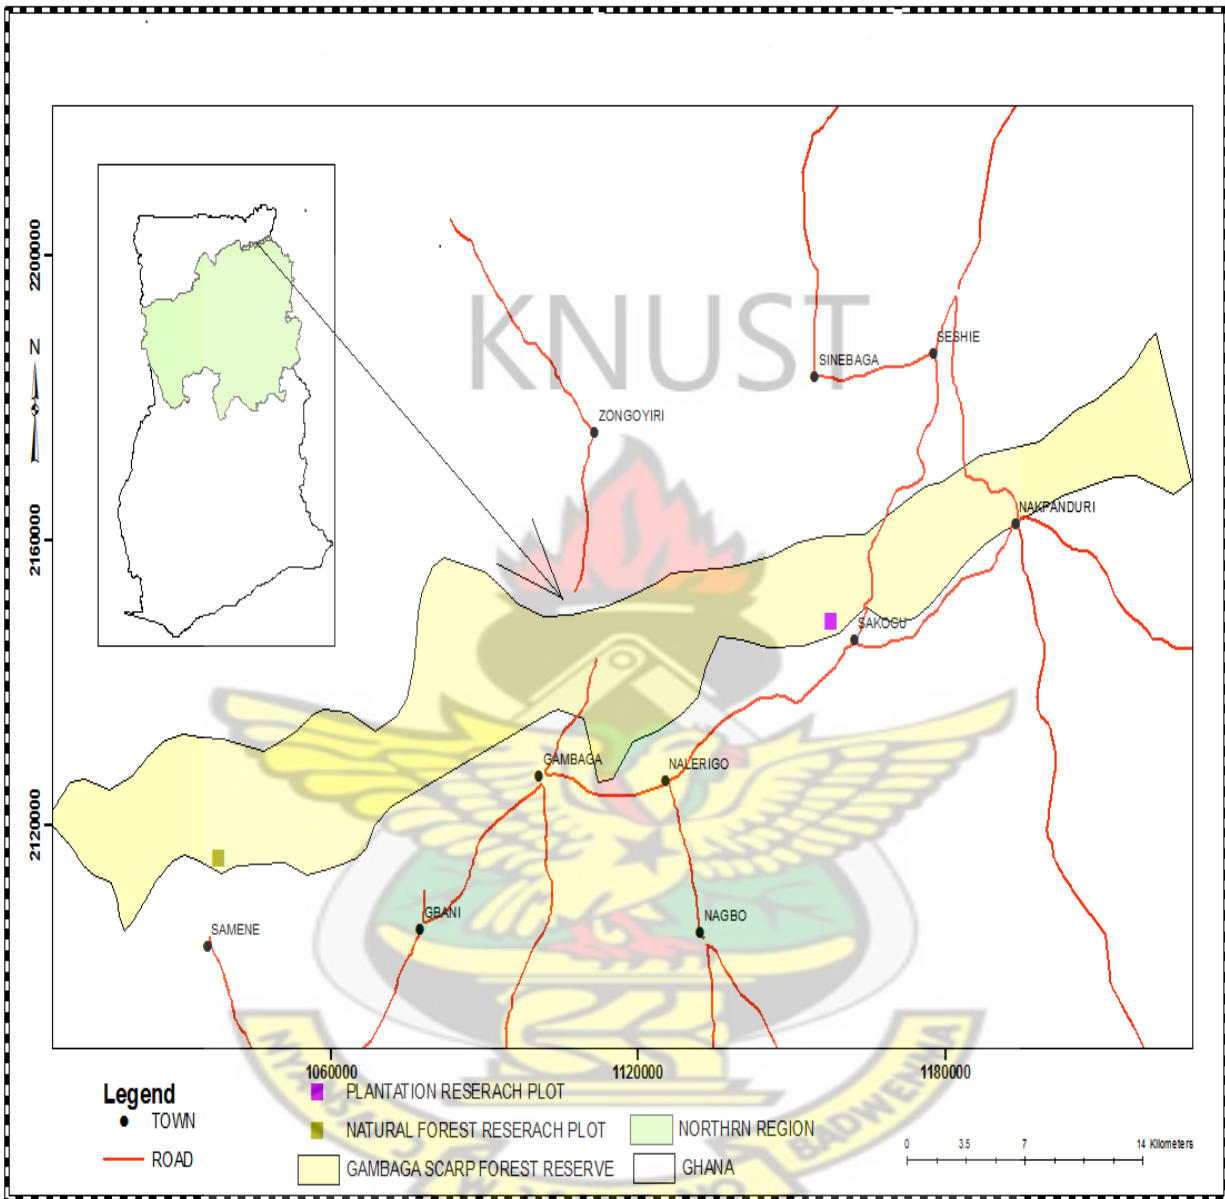 KNUST
2200000
2160000
2120000
N
SESHIE
SINEBAGA
ZONGOYIRI
NAKPANDURI
SAKOGU
GAMBAGA
NALERIGO
GBANI
NAGBO
SAMENE
NYANSAPO
BADWENMA
1060000
1120000
1180000
Legend
TOWN
ROAD
PLANTATION RESERACH PLOT
NATURAL FOREST RESERACH PLOT
GAMBAGA SCARP FOREST RESERVE
NORTHRN REGION
GHANA
0 3.5 7 14 Kilometers